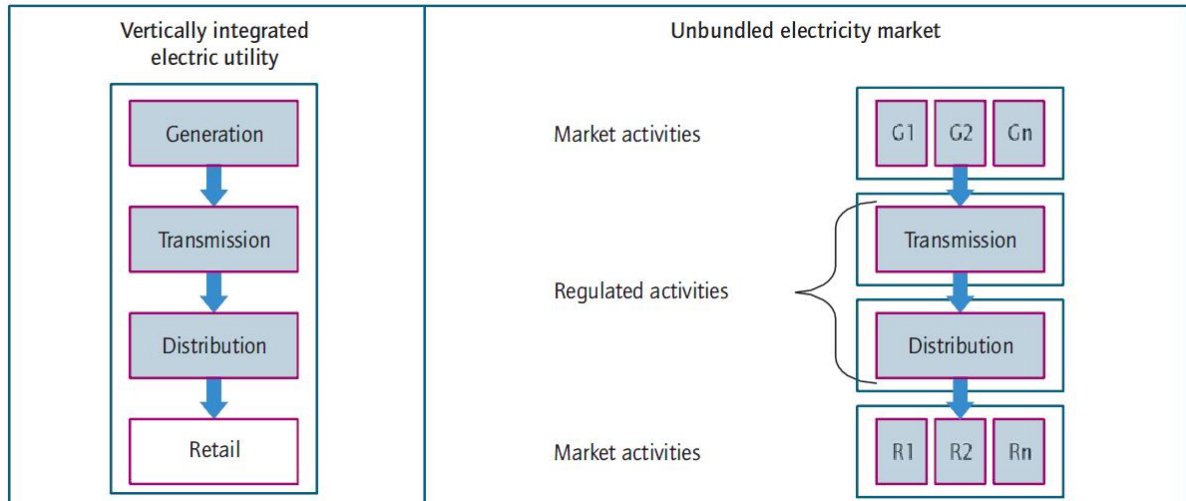 Vertically integrated
electric utility
Generation
Transmission
Distribution
Retail
Unbundled electricity market
Market activities
G1 G2 Gn
Transmission
Regulated activities
Distribution
Market activities
R1 R2 Rn